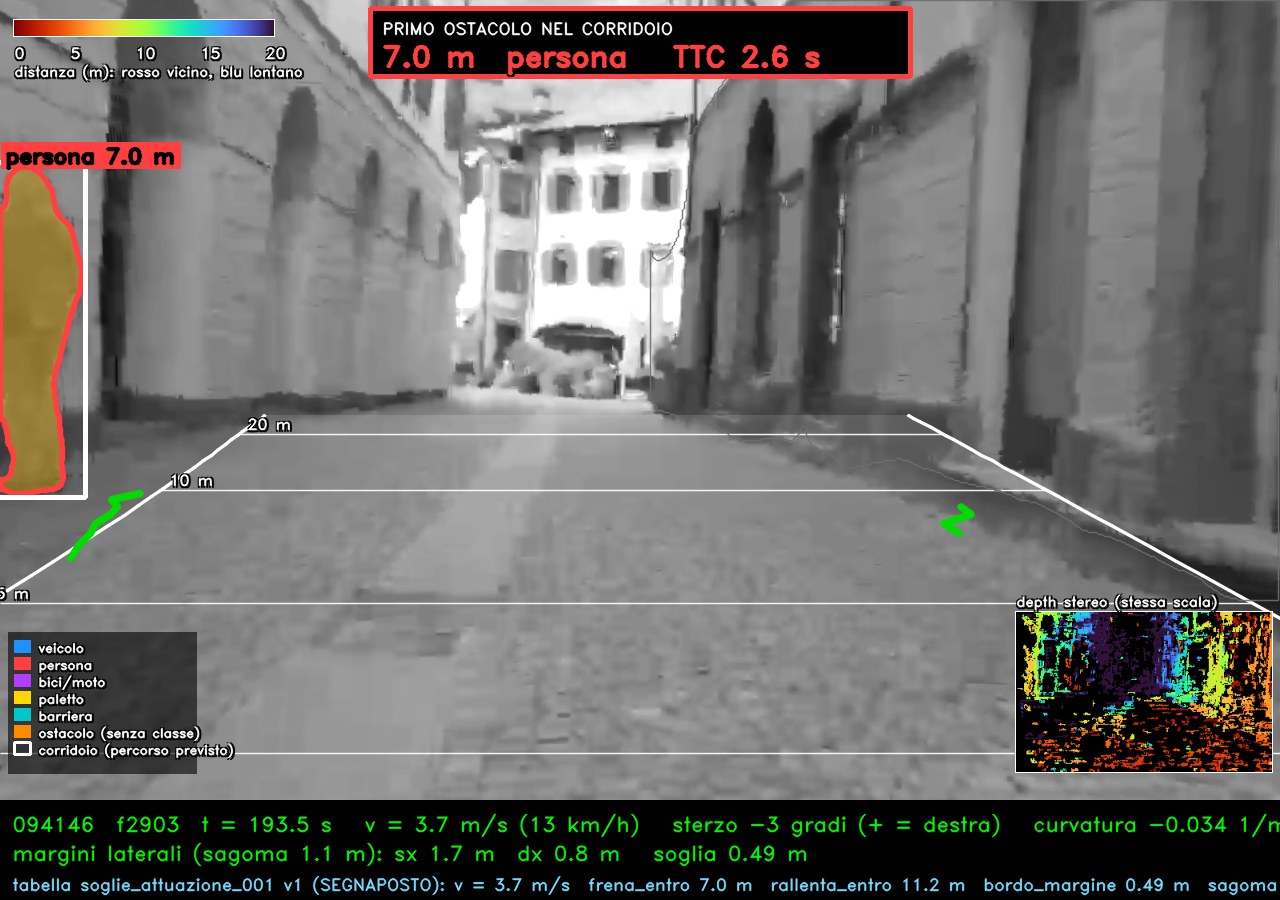 PRIMO OSTACOLO NEL CORRIDOIO
7.0 m persona TTC 2.6 s
0 5 10 15 20
distanza (m): rosso vicino, blu lontano
persona 7.0 m
20 m
10 m
5 m
depth stereo (stessa scala)
veicolo
persona
bici/moto
paletto
barriera
ostacolo (senza classe)
corridoio (percorso previsto)
094146 f2903 t = 193.5 s v = 3.7 m/s (13 km/h) sterzo −3 gradi (+ = destra) curvatura −0.034 1/m
margini laterali (sagoma 1.1 m): sx 1.7 m dx 0.8 m soglia 0.49 m
tabella soglie_attuazione_001 v1 (SEGNAPOSTO): v = 3.7 m/s frena_entro 7.0 m rallenta_entro 11.2 m bordo_margine 0.49 m sagoma